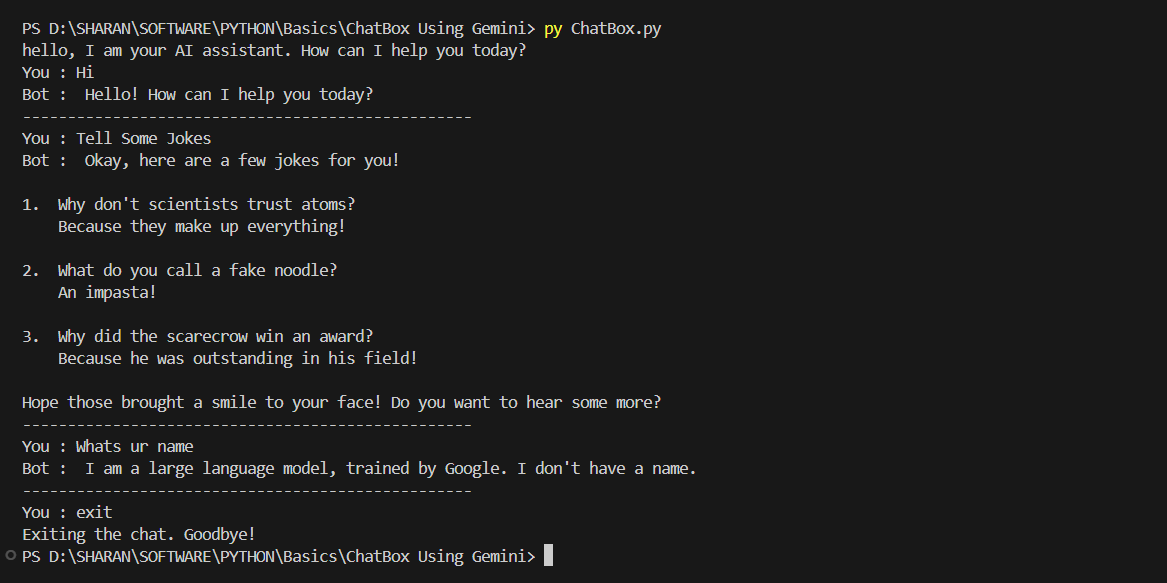 PS D:\SHARAN\SOFTWARE\PYTHON\Basics\ChatBox Using Gemini> py ChatBox.py
hello, I am your AI assistant. How can I help you today?
You : Hi
Bot :  Hello! How can I help you today?
--------------------------------------------------
You : Tell Some Jokes
Bot :  Okay, here are a few jokes for you!
1.  Why don't scientists trust atoms?
    Because they make up everything!
2.  What do you call a fake noodle?
    An impasta!
3.  Why did the scarecrow win an award?
    Because he was outstanding in his field!
Hope those brought a smile to your face! Do you want to hear some more?
--------------------------------------------------
You : Whats ur name
Bot :  I am a large language model, trained by Google. I don't have a name.
--------------------------------------------------
You : exit
Exiting the chat. Goodbye!
PS D:\SHARAN\SOFTWARE\PYTHON\Basics\ChatBox Using Gemini>